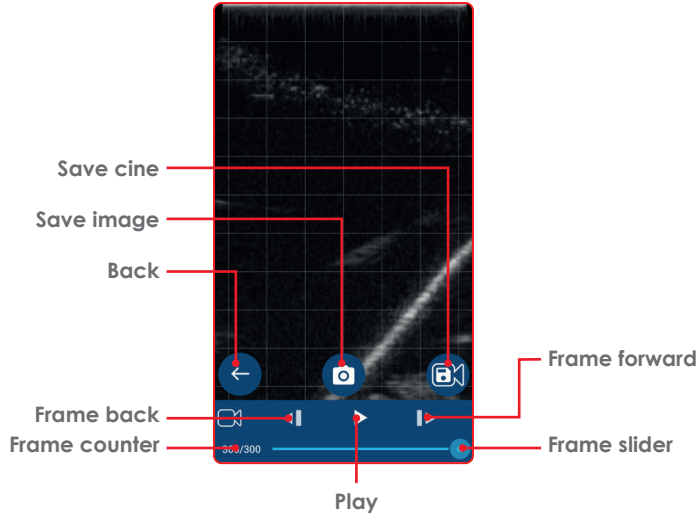 Save cine
Save image
Back
Frame forward
Frame back
Frame counter
300/300
Frame slider
Play